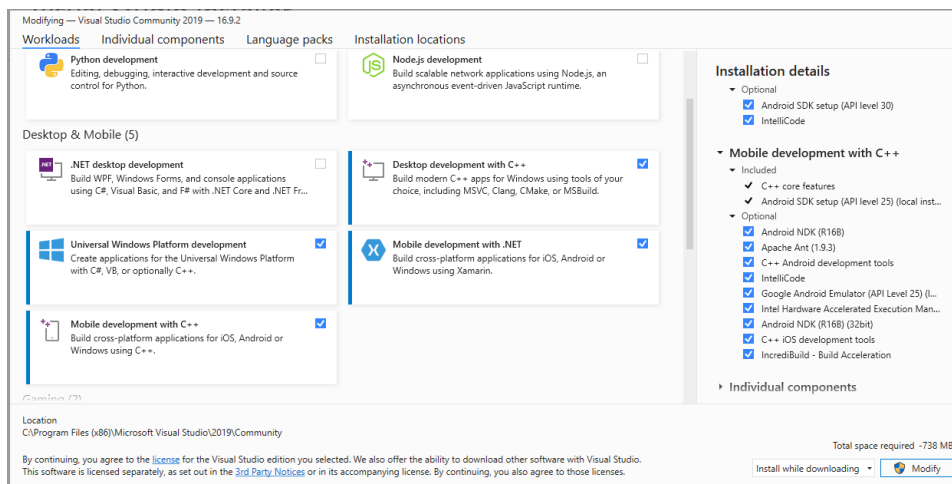 Modifying — Visual Studio Community 2019 — 16.9.2
Workloads Individual components Language packs Installation locations
Python development
Editing, debugging, interactive development and source
control for Python.
Node.js development
Build scalable network applications using Node.js, an
asynchronous event-driven JavaScript runtime.
Desktop & Mobile (5)
.NET desktop development
Build WPF, Windows Forms, and console applications
using C#, Visual Basic, and F# with .NET Core and .NET Fr...
Desktop development with C++
Build modern C++ apps for Windows using tools of your
choice, including MSVC, Clang, CMake, or MSBuild.
Universal Windows Platform development
Create applications for the Universal Windows Platform
with C#, VB, or optionally C++.
Mobile development with .NET
Build cross-platform applications for iOS, Android or
Windows using Xamarin.
Mobile development with C++
Build cross-platform applications for iOS, Android or
Windows using C++.
Gaming (2)
Installation details
Optional
Android SDK setup (API level 30)
IntelliCode
Mobile development with C++
Included
C++ core features
Android SDK setup (API level 25) (local inst...
Optional
Android NDK (R16B)
Apache Ant (1.9.3)
C++ Android development tools
IntelliCode
Google Android Emulator (API Level 25) (l...
Intel Hardware Accelerated Execution Man...
Android NDK (R16B) (32bit)
C++ iOS development tools
IncrediBuild - Build Acceleration
Individual components
Location
C:\Program Files (x86)\Microsoft Visual Studio\2019\Community
By continuing, you agree to the license for the Visual Studio edition you selected. We also offer the ability to download other software with Visual Studio.
This software is licensed separately, as set out in the 3rd Party Notices or in its accompanying license. By continuing, you also agree to those licenses.
Total space required -738 MB
Install while downloading
Modify